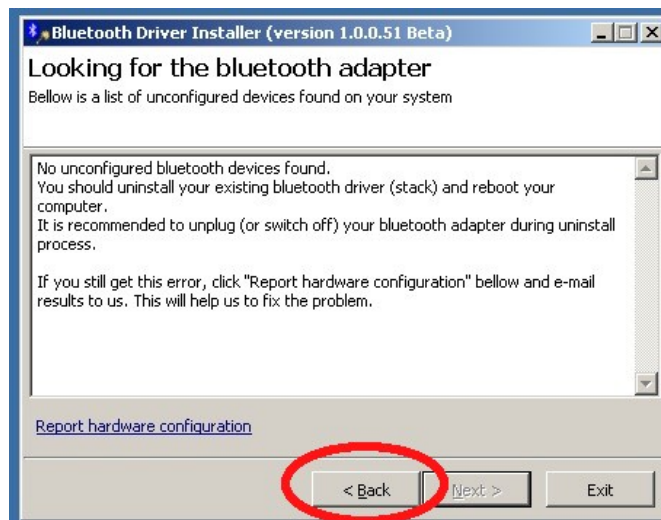 Bluetooth Driver Installer (version 1.0.0.51 Beta)
Looking for the bluetooth adapter
Bellow is a list of unconfigured devices found on your system
No unconfigured bluetooth devices found.
You should uninstall your existing bluetooth driver (stack) and reboot your
computer.
It is recommended to unplug (or switch off) your bluetooth adapter during uninstall
process.
If you still get this error, click "Report hardware configuration" bellow and e-mail
results to us. This will help us to fix the problem.
Report hardware configuration
< Back Next > Exit